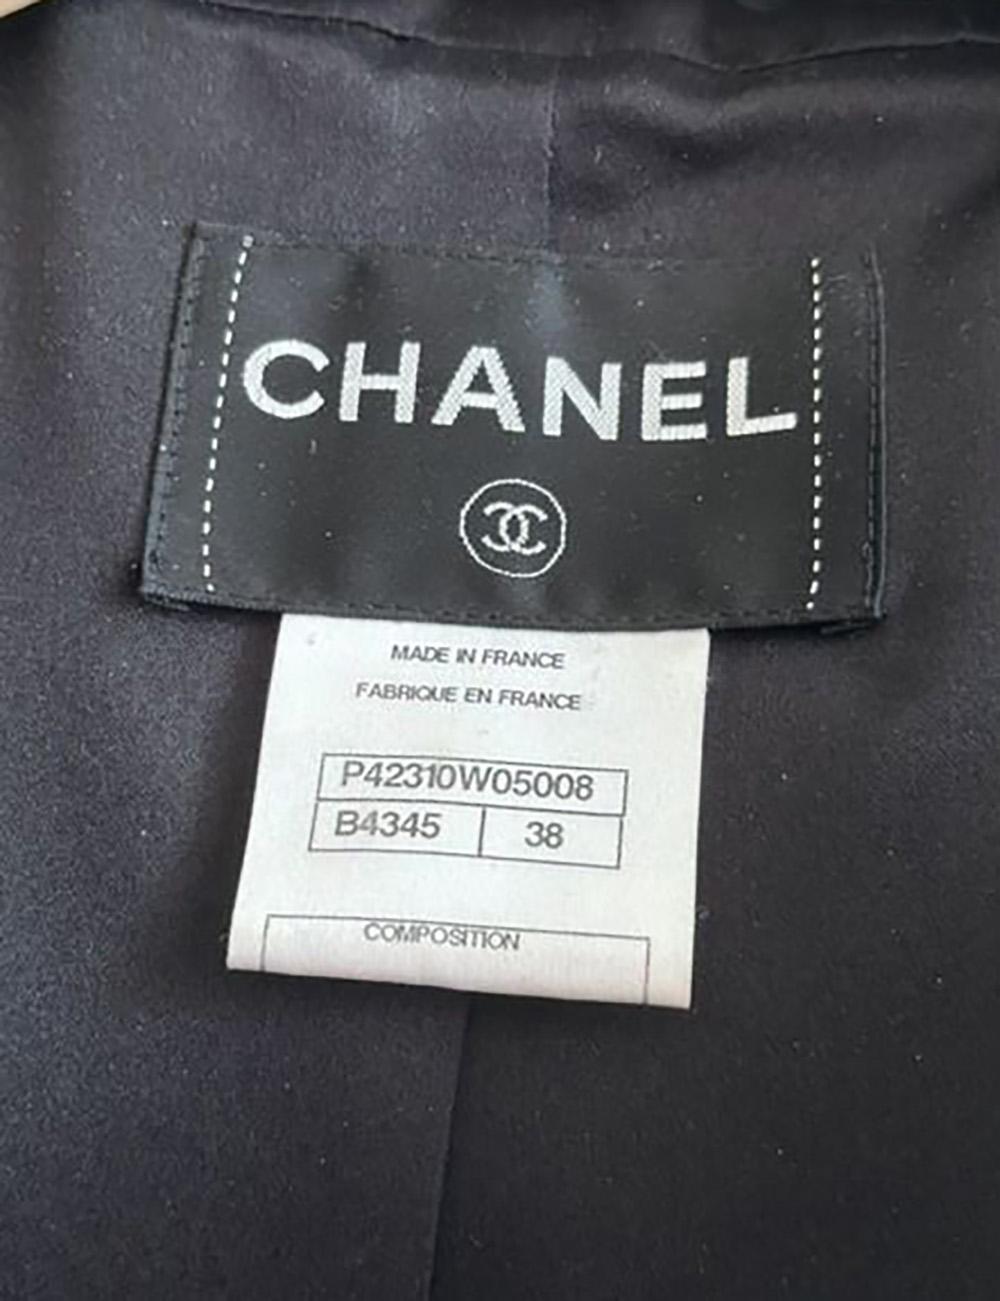 CHANEL
MADE IN FRANCE
FABRIQUE EN FRANCE
P42310W05008
B4345 38
COMPOSITION